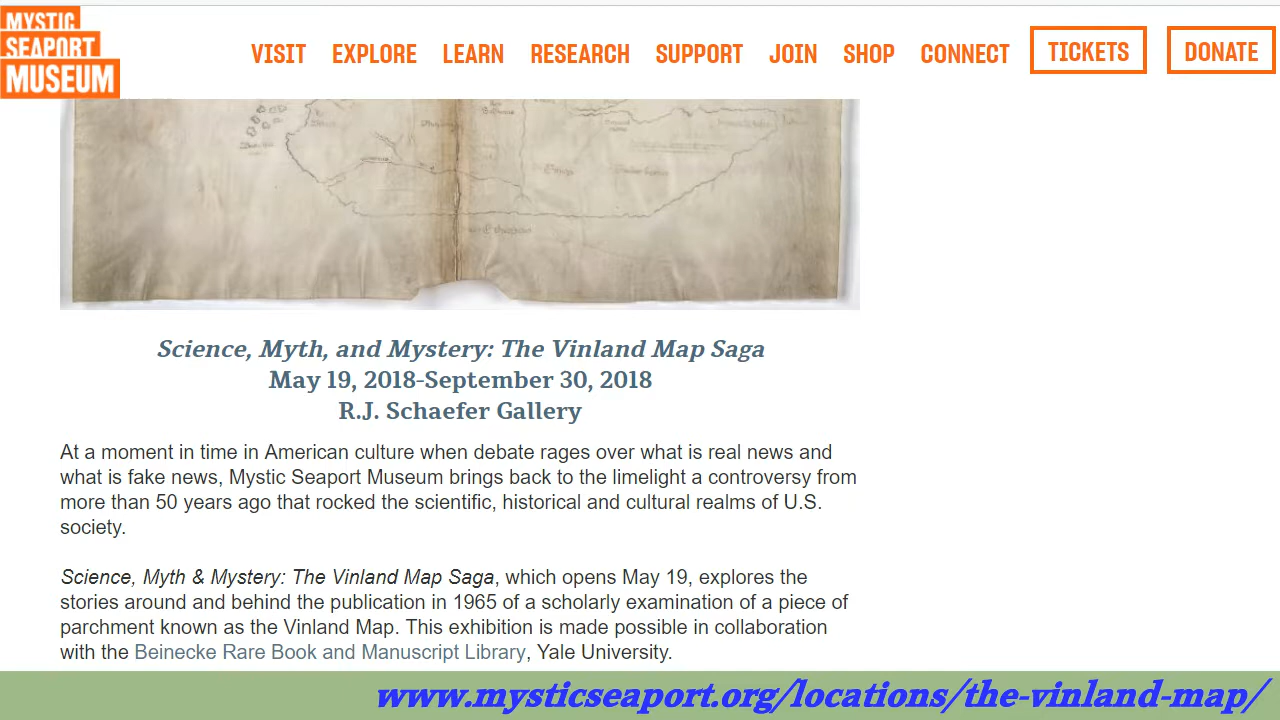 MYSTIC
SEAPORT
MUSEUM
VISIT EXPLORE LEARN RESEARCH SUPPORT JOIN SHOP CONNECT TICKETS DONATE
Science, Myth, and Mystery: The Vinland Map Saga
May 19, 2018-September 30, 2018
R.J. Schaefer Gallery
At a moment in time in American culture when debate rages over what is real news and
what is fake news, Mystic Seaport Museum brings back to the limelight a controversy from
more than 50 years ago that rocked the scientific, historical and cultural realms of U.S.
society.
Science, Myth & Mystery: The Vinland Map Saga, which opens May 19, explores the
stories around and behind the publication in 1965 of a scholarly examination of a piece of
parchment known as the Vinland Map. This exhibition is made possible in collaboration
with the Beinecke Rare Book and Manuscript Library, Yale University.
www.mysticseaport.org/locations/the-vinland-map/